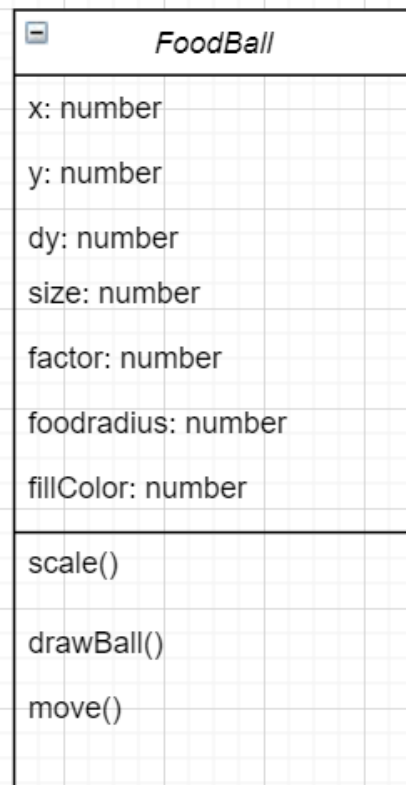 FoodBall
x: number
y: number
dy: number
size: number
factor: number
foodradius: number
fillColor: number
scale()
drawBall()
move()